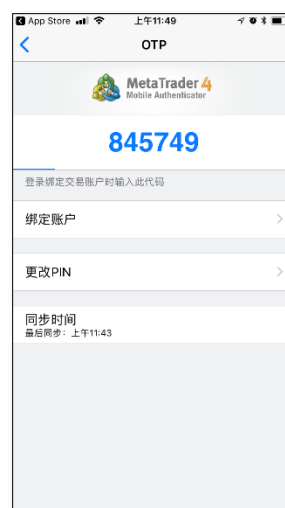 App Store 上午11:49
OTP
MetaTrader 4
Mobile Authenticator
845749
登录绑定交易账户时输入此代码
绑定账户
更改PIN
同步时间
最后同步：上午11:43